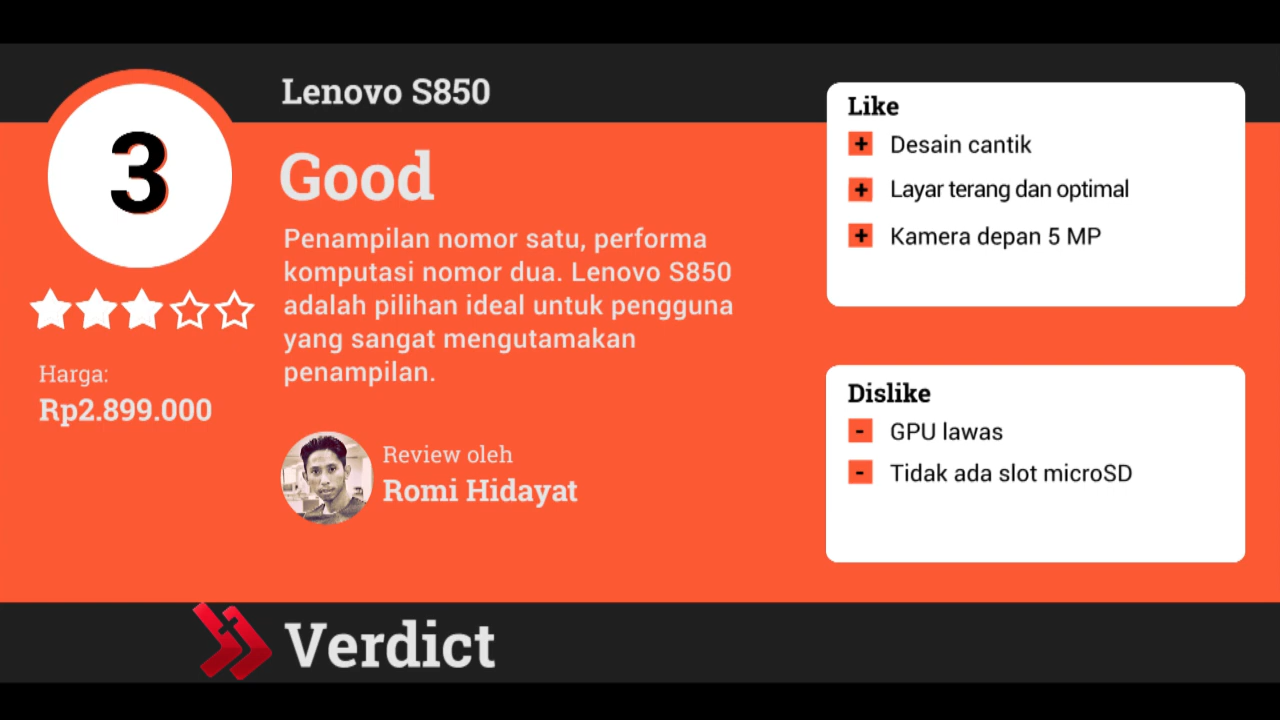 Lenovo S850
3
Good
Penampilan nomor satu, performa
komputasi nomor dua. Lenovo S850
adalah pilihan ideal untuk pengguna
yang sangat mengutamakan
penampilan.
Harga:
Rp2.899.000
Review oleh
Romi Hidayat
Like
+ Desain cantik
+ Layar terang dan optimal
+ Kamera depan 5 MP
Dislike
- GPU lawas
- Tidak ada slot microSD
Verdict